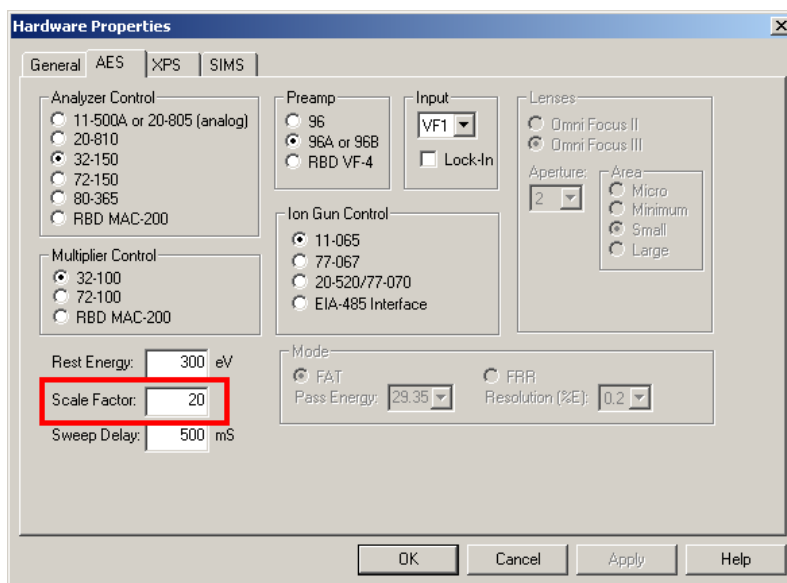 Hardware Properties
General AES XPS SIMS
Analyzer Control
11-500A or 20-805 (analog)
20-810
32-150
72-150
80-365
RBD MAC-200
Multiplier Control
32-100
72-100
RBD MAC-200
Preamp
96
96A or 96B
RBD VF-4
Input
VF1
Lock-In
Ion Gun Control
11-065
77-067
20-520/77-070
EIA-485 Interface
Lenses
Omni Focus II
Omni Focus III
Aperture:
2
Area
Micro
Minimum
Small
Large
Rest Energy: 300 eV
Scale Factor: 20
Sweep Delay: 500 mS
Mode
FAT
Pass Energy: 29.35
FRR
Resolution (%E): 0.2
OK Cancel Apply Help